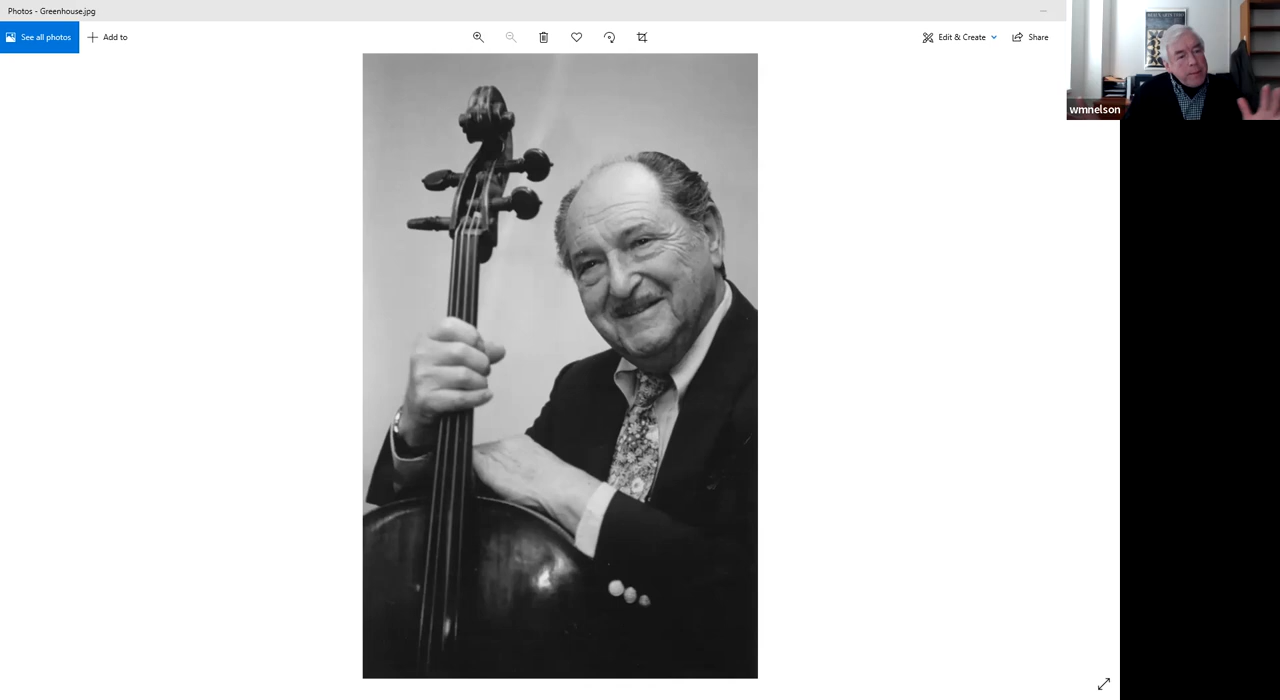 Photos - Greenhouse.jpg
See all photos
Add to
Edit & Create
Share
wmnelson